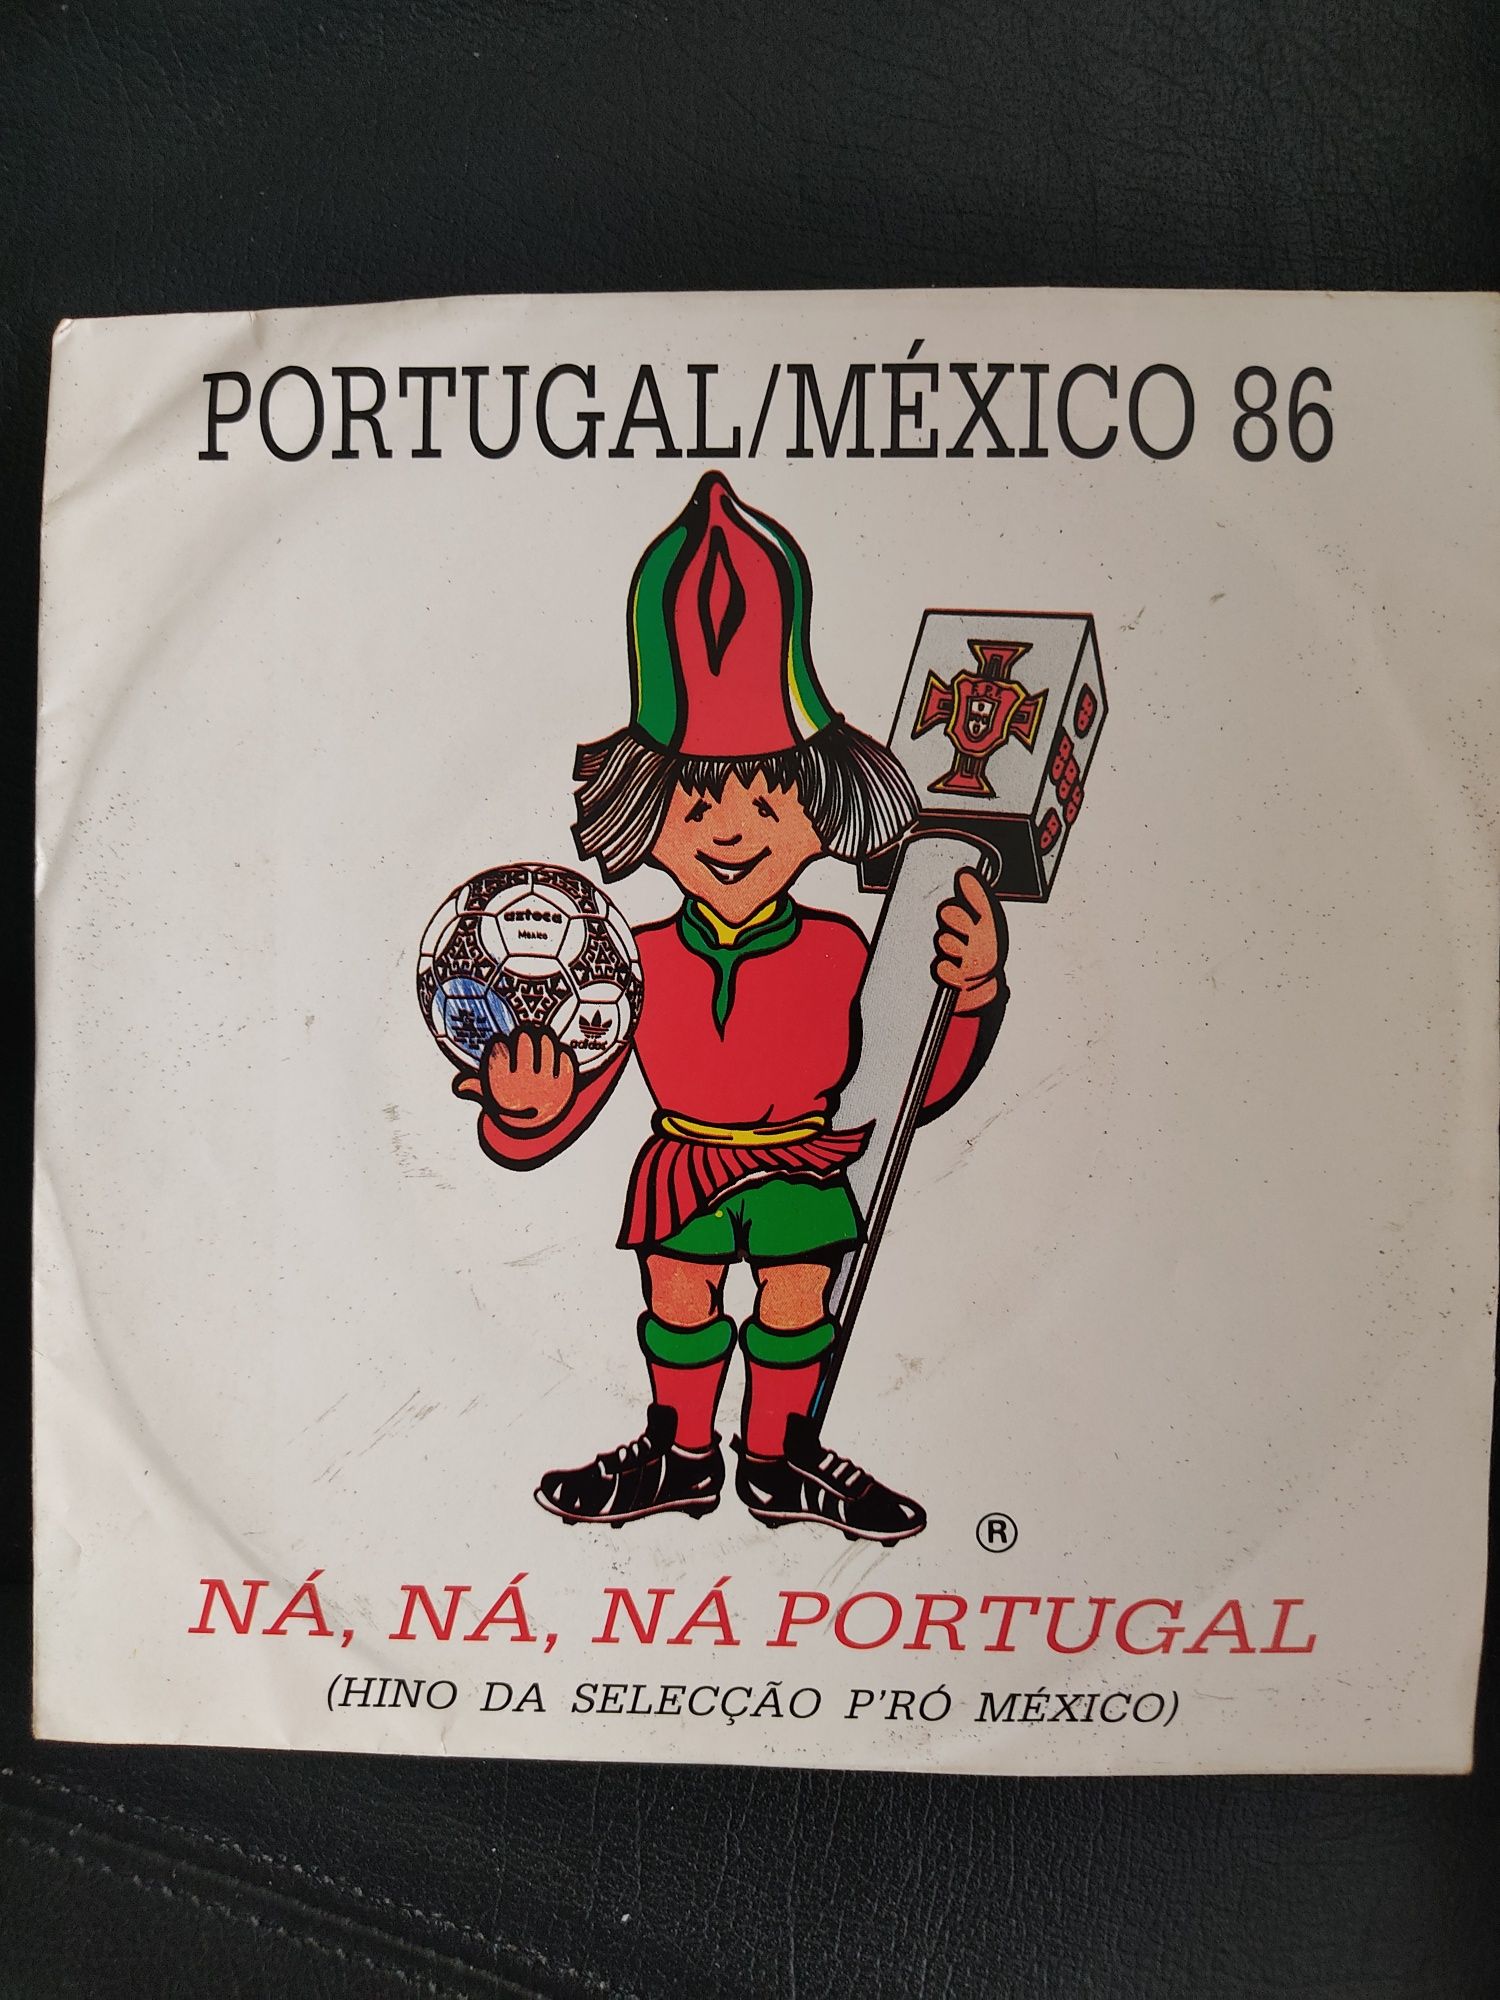 PORTUGAL/MÉXICO 86
F.P.F.
azteca
México
adidas
®
NÁ, NÁ, NÁ PORTUGAL
(HINO DA SELECÇÃO P'RÓ MÉXICO)